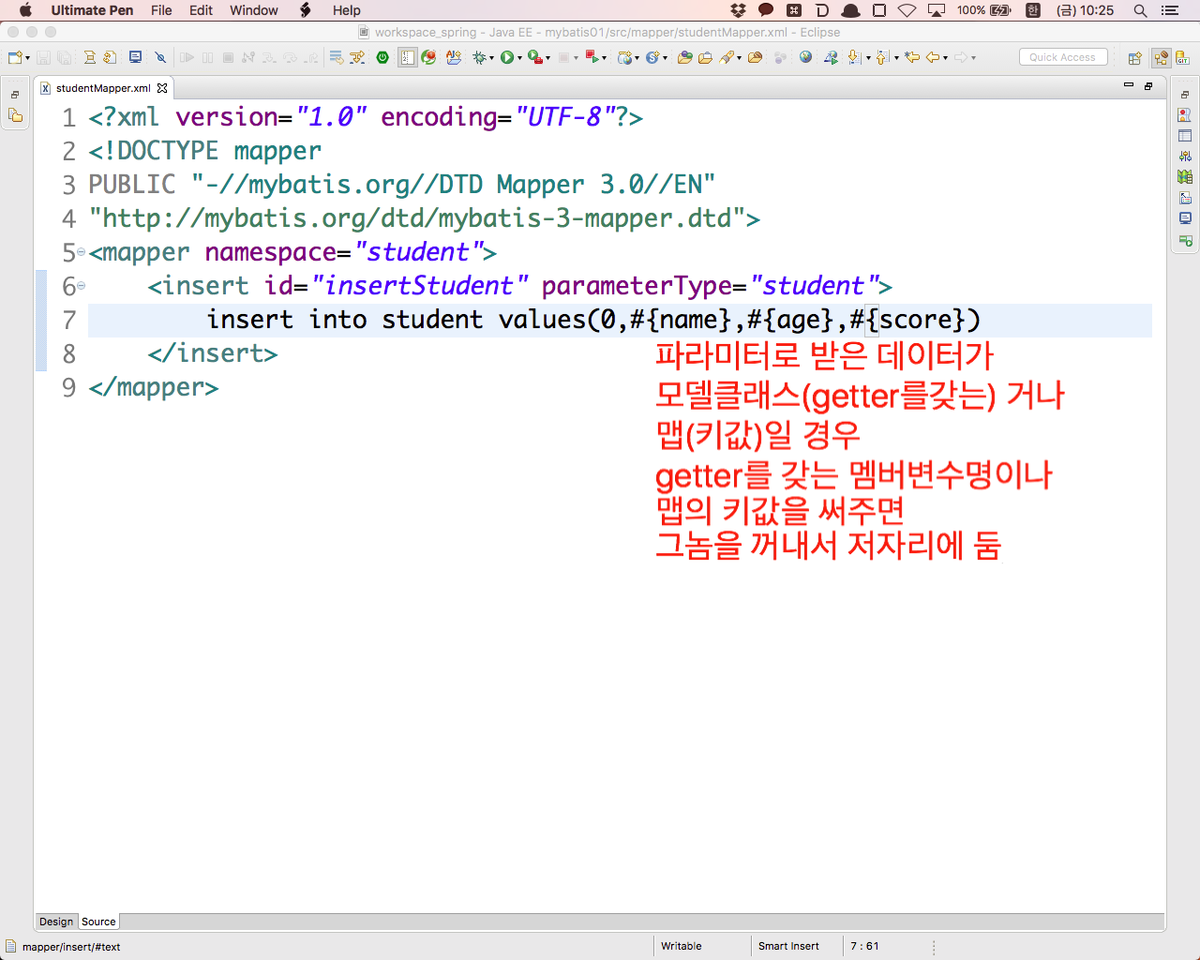 Ultimate Pen File Edit Window Help 100% 한 (금) 10:25
workspace_spring - Java EE - mybatis01/src/mapper/studentMapper.xml - Eclipse
Quick Access
studentMapper.xml
1 <?xml version="1.0" encoding="UTF-8"?>
2 <!DOCTYPE mapper
3 PUBLIC "-//mybatis.org//DTD Mapper 3.0//EN"
4 "http://mybatis.org/dtd/mybatis-3-mapper.dtd">
5 <mapper namespace="student">
6 <insert id="insertStudent" parameterType="student">
7 insert into student values(0,#{name},#{age},#{score})
8 </insert>
9 </mapper>
파라미터로 받은 데이터가
모델클래스(getter를갖는) 거나
맵(키값)일 경우
getter를 갖는 멤버변수명이나
맵의 키값을 써주면
그놈을 꺼내서 저자리에 둠
Design Source
mapper/insert/#text Writable Smart Insert 7 : 61